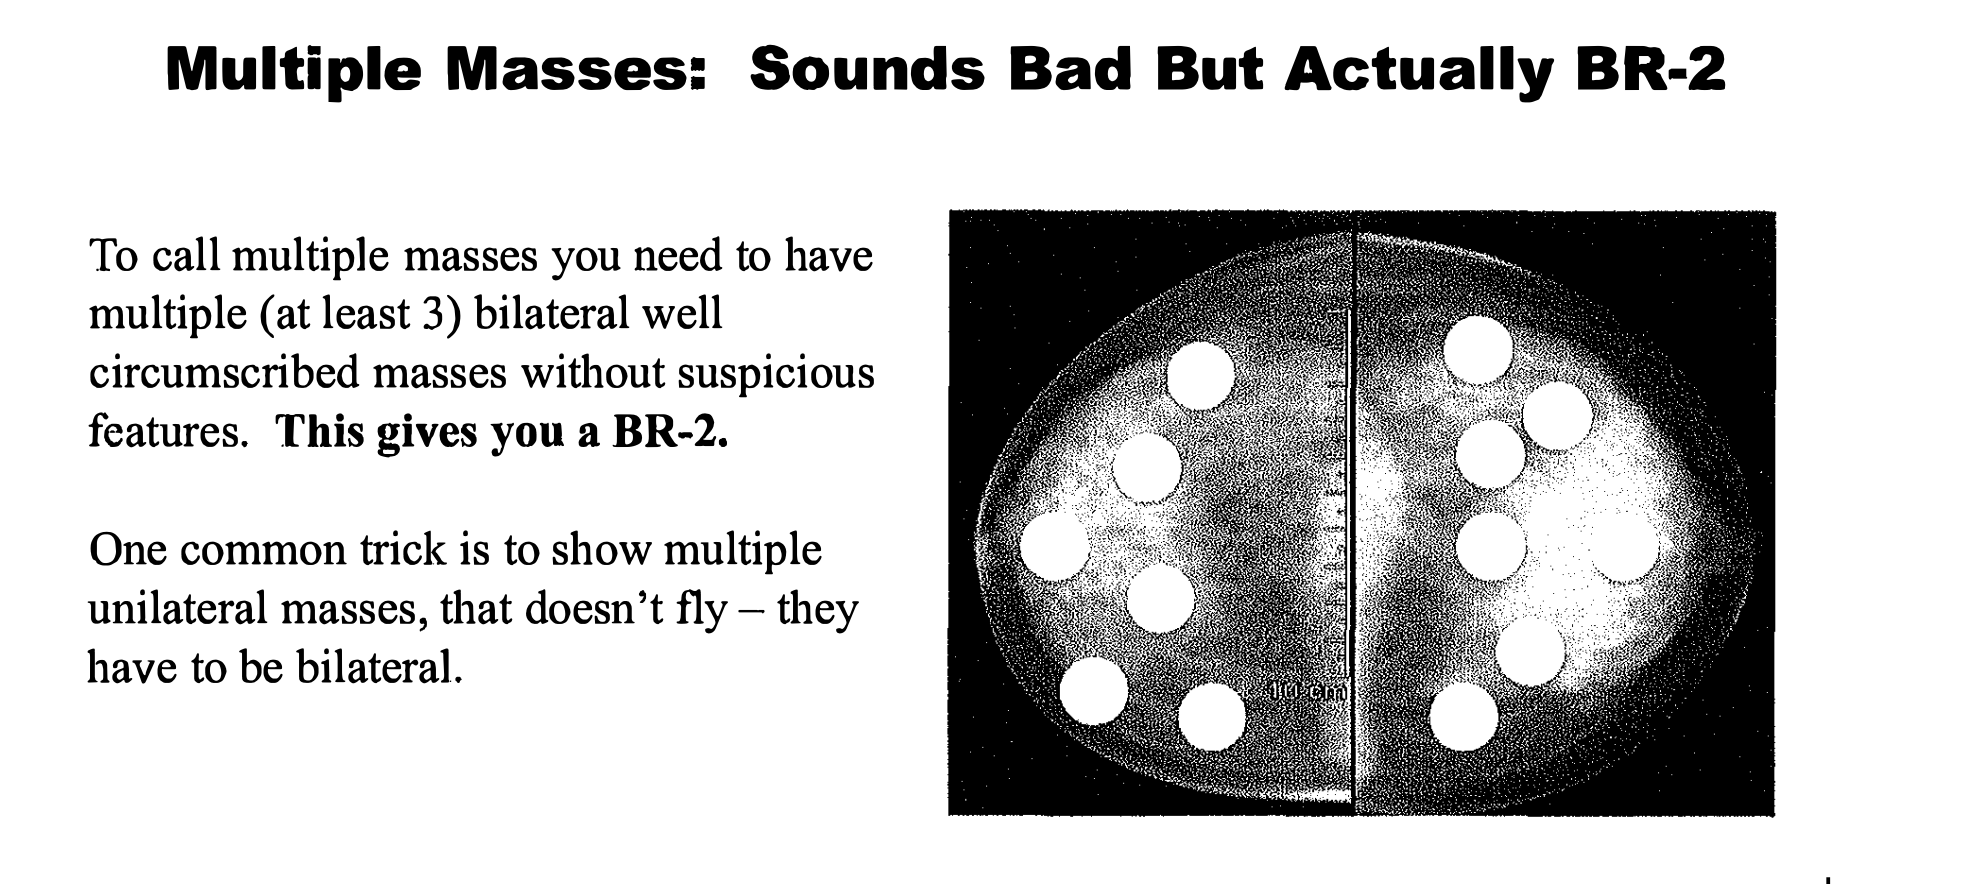 Multiple Masses: Sounds Bad But Actually BR-2
To call multiple masses you need to have
multiple (at least 3) bilateral well
circumscribed masses without suspicious
features. This gives you a BR-2.
One common trick is to show multiple
unilateral masses, that doesn't fly – they
have to be bilateral.
10 cm